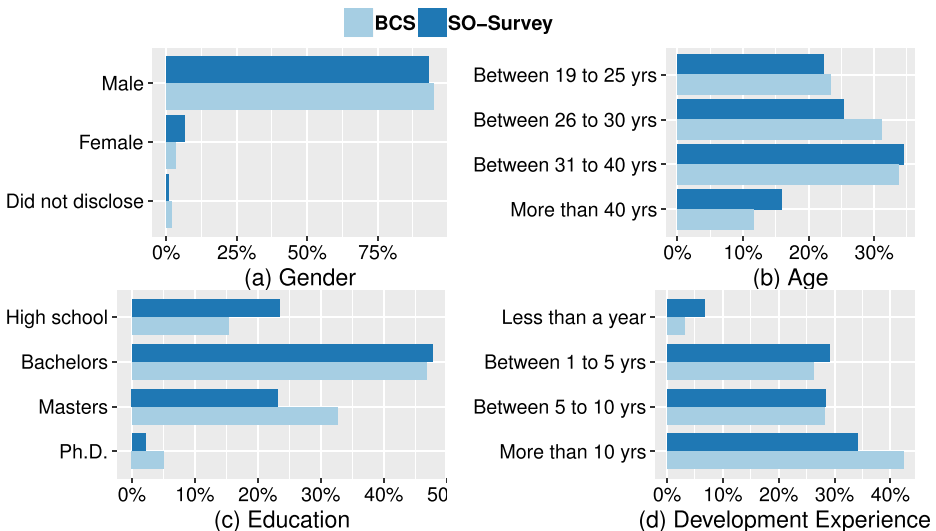 BCS SO−Survey
Male
Female
Did not disclose
0% 25% 50% 75%
(a) Gender
Between 19 to 25 yrs
Between 26 to 30 yrs
Between 31 to 40 yrs
More than 40 yrs
0% 10% 20% 30%
(b) Age
High school
Bachelors
Masters
Ph.D.
0% 10% 20% 30% 40% 50
(c) Education
Less than a year
Between 1 to 5 yrs
Between 5 to 10 yrs
More than 10 yrs
0% 10% 20% 30% 40%
(d) Development Experience